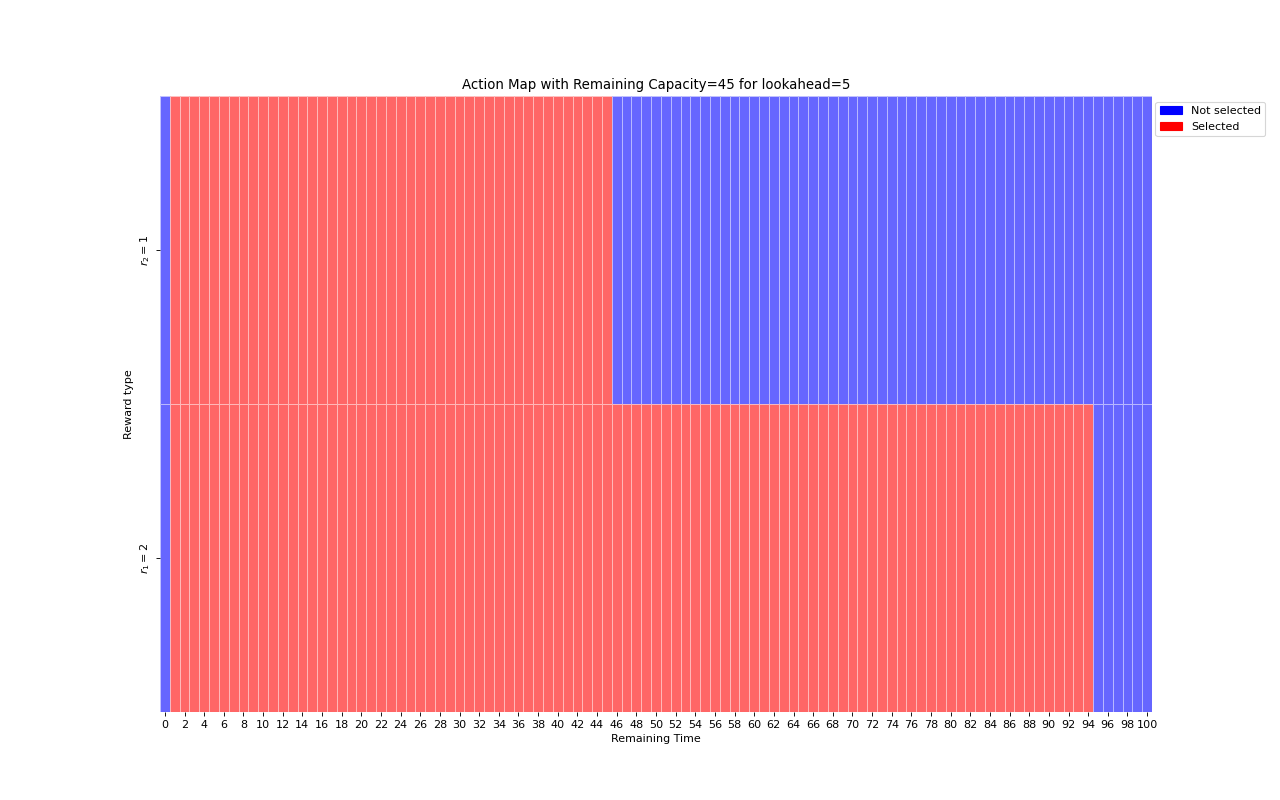 Action Map with Remaining Capacity=45 for lookahead=5
Not selected
Selected
r₂ = 1
Reward type
r₁ = 2
0 2 4 6 8 10 12 14 16 18 20 22 24 26 28 30 32 34 36 38 40 42 44 46 48 50 52 54 56 58 60 62 64 66 68 70 72 74 76 78 80 82 84 86 88 90 92 94 96 98 100
Remaining Time